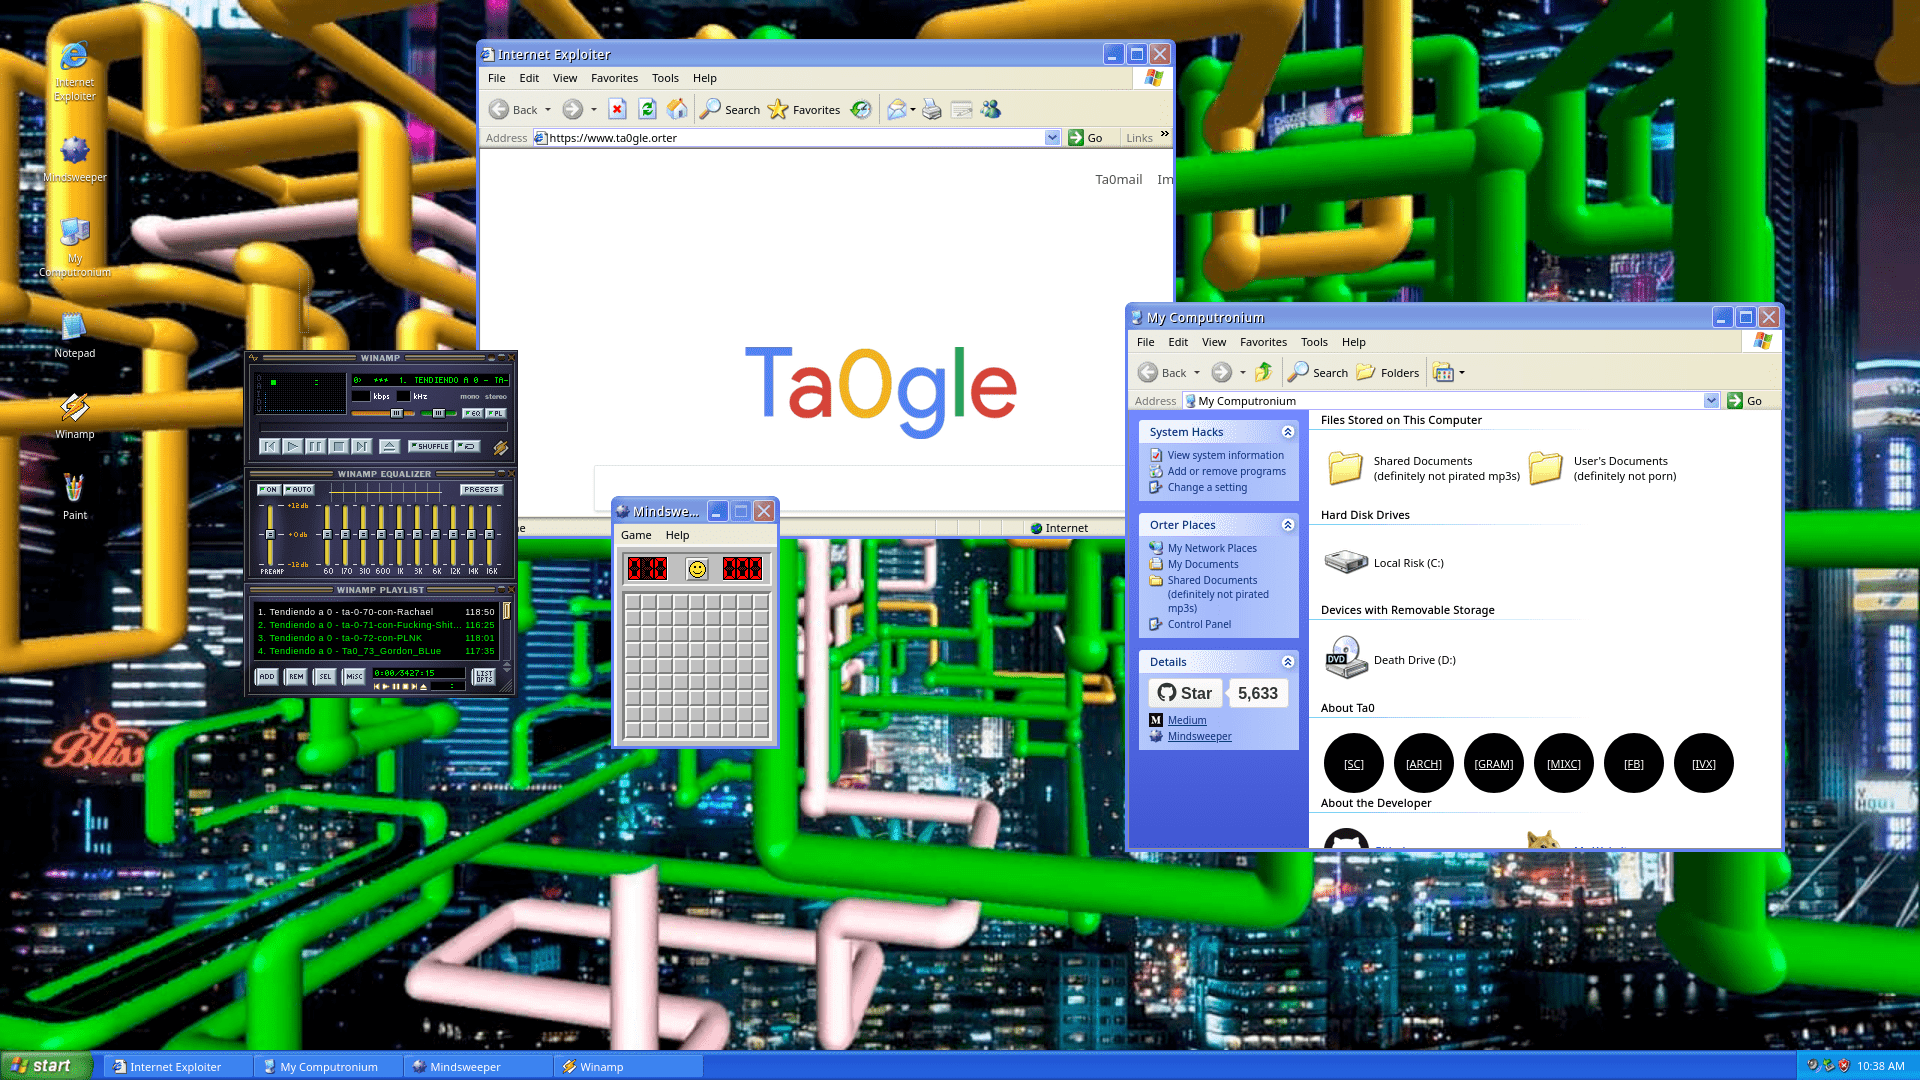 Internet
Exploiter
Mindsweeper
My
Computronium
Notepad
Winamp
Paint
Internet Exploiter
File Edit View Favorites Tools Help
Back Search Favorites
Address https://www.ta0gle.orter Go Links
Ta0mail Im
Ta0gle
Internet
WINAMP
0> *** 1. TENDIENDO A 0 - TA-
kbps kHz mono stereo
EQ PL
SHUFFLE
WINAMP EQUALIZER
ON AUTO PRESETS
+12db
+0db
-12db
PREAMP 60 170 310 600 1K 3K 6K 12K 14K 16K
WINAMP PLAYLIST
1. Tendiendo a 0 - ta-0-70-con-Rachael 118:50
2. Tendiendo a 0 - ta-0-71-con-Fucking-Shit... 116:25
3. Tendiendo a 0 - ta-0-72-con-PLNK 118:01
4. Tendiendo a 0 - Ta0_73_Gordon_BLue 117:35
ADD REM SEL MISC 0:00/3427:15 LIST OPTS
Mindswe...
Game Help
My Computronium
File Edit View Favorites Tools Help
Back Search Folders
Address My Computronium Go
System Hacks
View system information
Add or remove programs
Change a setting
Orter Places
My Network Places
My Documents
Shared Documents
(definitely not pirated
mp3s)
Control Panel
Details
Star 5,633
Medium
Mindsweeper
Files Stored on This Computer
Shared Documents
(definitely not pirated mp3s)
User's Documents
(definitely not porn)
Hard Disk Drives
Local Risk (C:)
Devices with Removable Storage
DVD
Death Drive (D:)
About Ta0
[SC] [ARCH] [GRAM] [MIXC] [FB] [IVX]
About the Developer
Bliss
start Internet Exploiter My Computronium Mindsweeper Winamp 10:38 AM